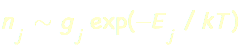 n_j ~ g_j exp(−E_j / kT)